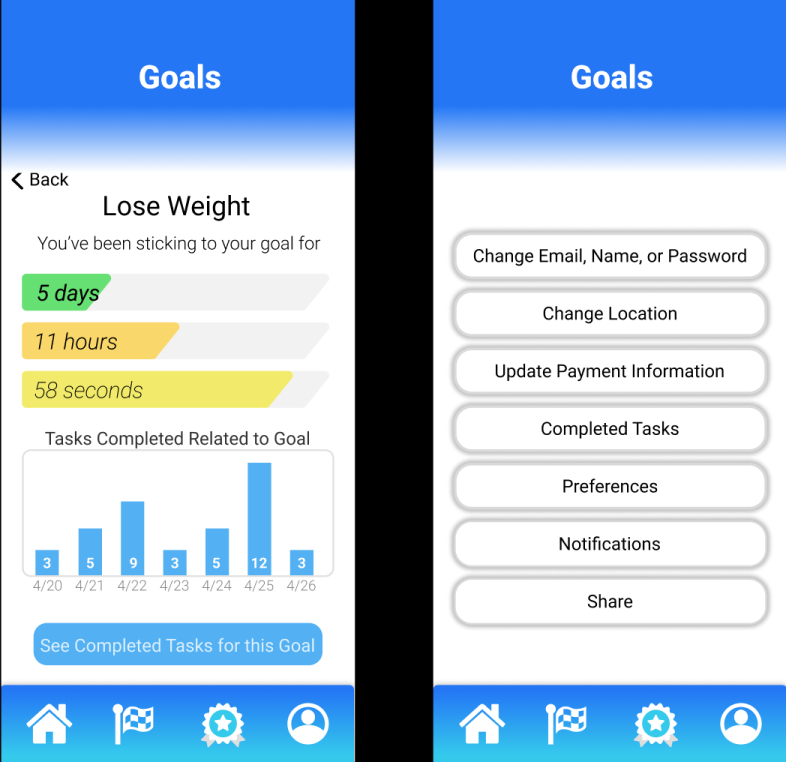 Goals
Back
Lose Weight
You've been sticking to your goal for
5 days
11 hours
58 seconds
Tasks Completed Related to Goal
3 5 9 3 5 12 3
4/20 4/21 4/22 4/23 4/24 4/25 4/26
See Completed Tasks for this Goal
Goals
Change Email, Name, or Password
Change Location
Update Payment Information
Completed Tasks
Preferences
Notifications
Share